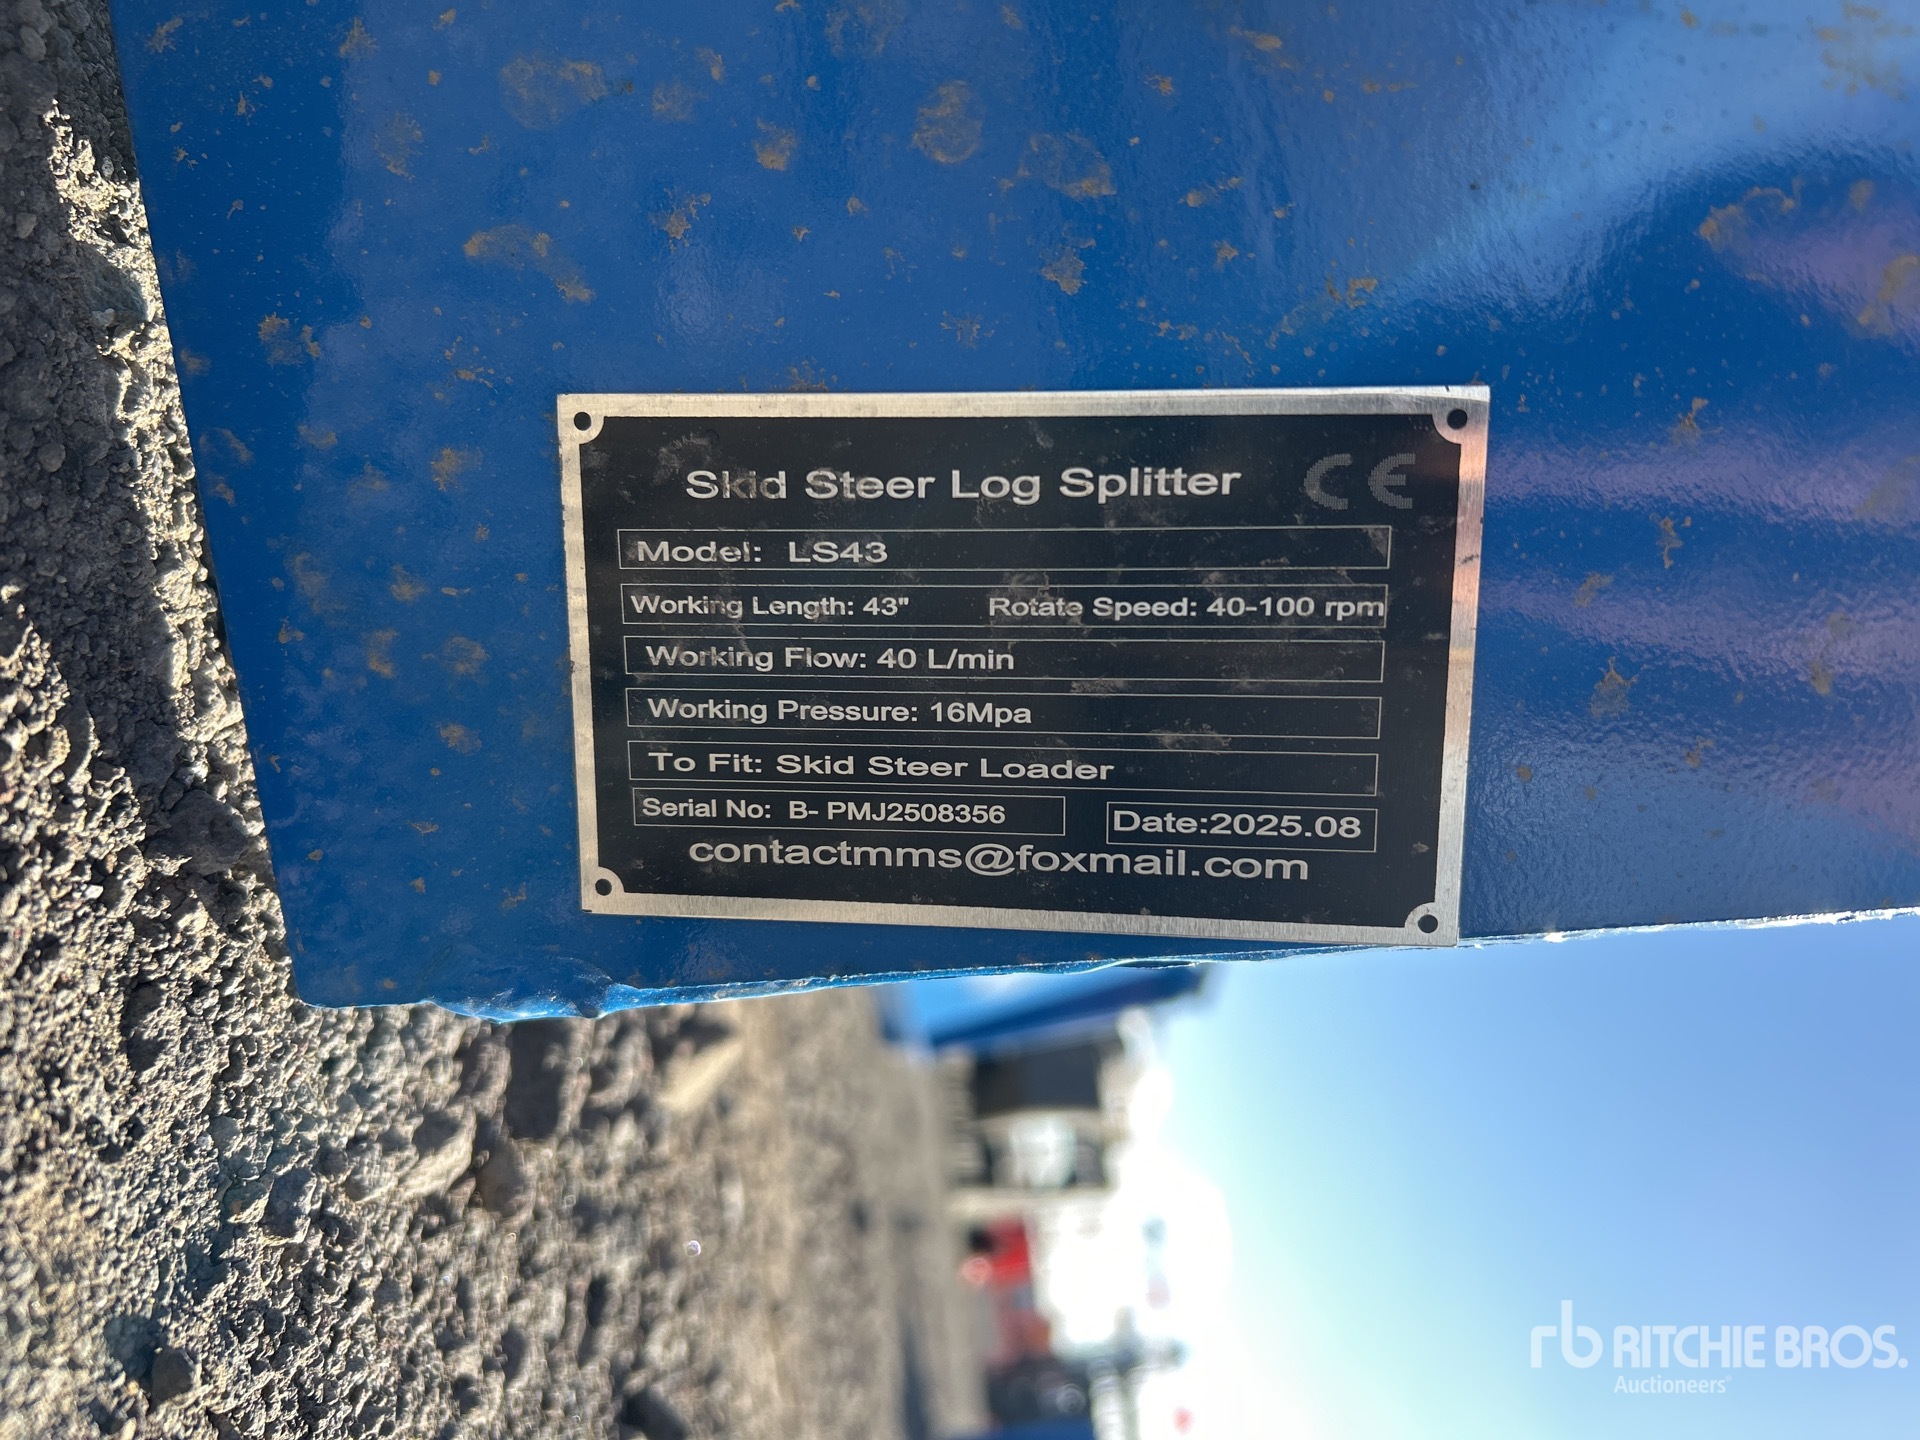 Skid Steer Log Splitter CE
Model: LS43
Working Length: 43" Rotate Speed: 40-100 rpm
Working Flow: 40 L/min
Working Pressure: 16Mpa
To Fit: Skid Steer Loader
Serial No: B- PMJ2508356 Date:2025.08
contactmms@foxmail.com
rb RITCHIE BROS.
Auctioneers